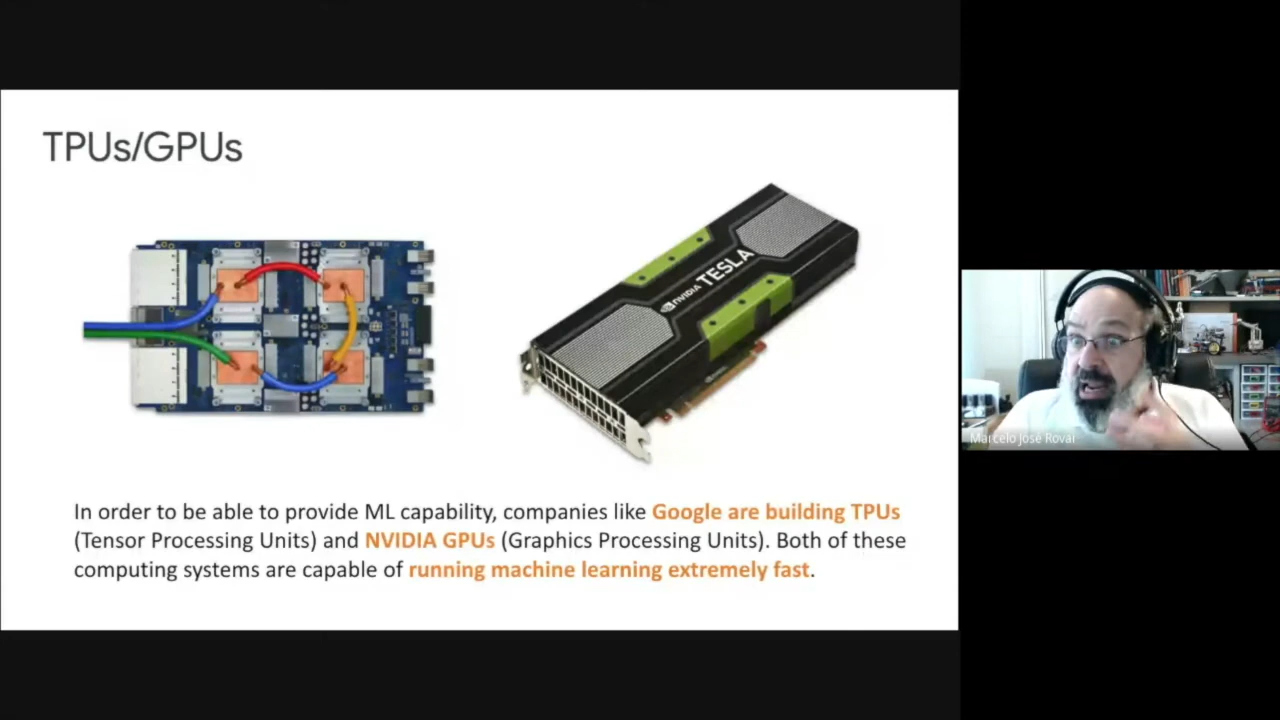 TPUs/GPUs
NVIDIA TESLA
In order to be able to provide ML capability, companies like Google are building TPUs
(Tensor Processing Units) and NVIDIA GPUs (Graphics Processing Units). Both of these
computing systems are capable of running machine learning extremely fast.
Marcelo José Rovai